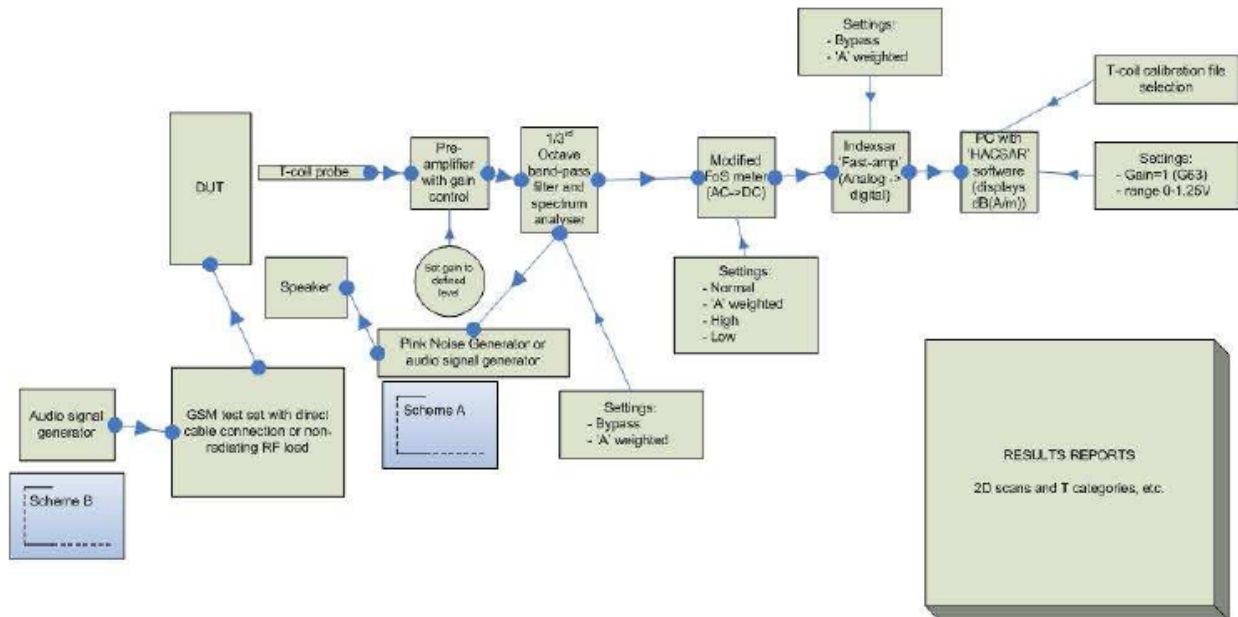 Settings:
- Bypass
- 'A' weighted
T-coil calibration file
selection
DUT
T-coil probe
Pre-
amplifier
with gain
control
1/3rd
Octave
band-pass
filter and
spectrum
analyser
Modified
FoS meter
(AC->DC)
Indexsar
'Fast-amp'
(Analog ->
digital)
PC with
'HACSAR'
software
(displays
dB(A/m))
Settings:
- Gain=1 (G63)
- range 0-1.25V
Speaker
Set gain to
defined
level
Settings:
- Normal
- 'A' weighted
- High
- Low
Pink Noise Generator or
audio signal generator
Audio signal
generator
GSM test set with direct
cable connection or non-
radiating RF load
Scheme A
Settings:
- Bypass
- 'A' weighted
Scheme B
RESULTS REPORTS
2D scans and T categories, etc.